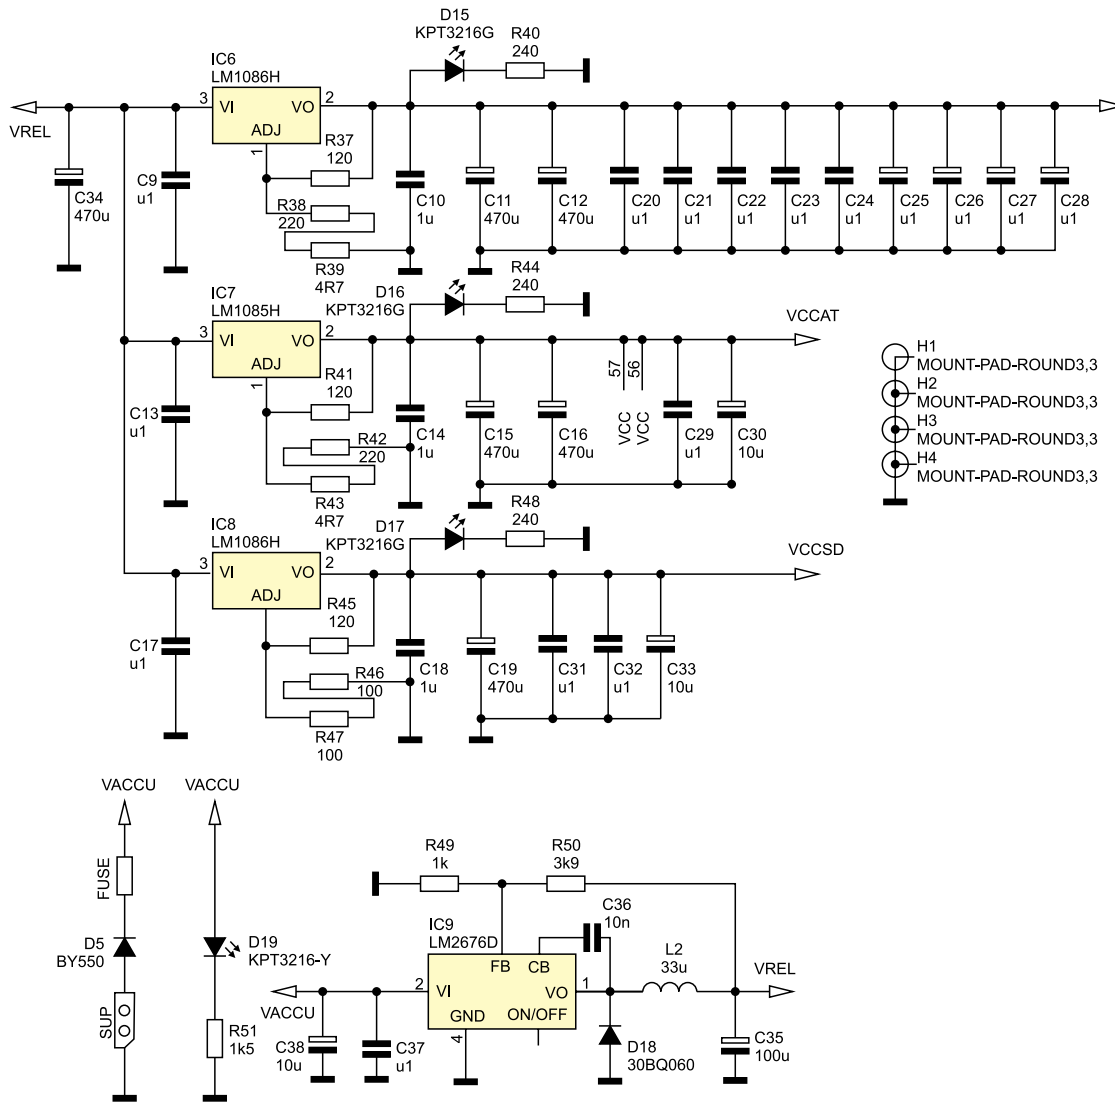 D15
KPT3216G
R40
240
IC6
LM1086H
3
VI
VO
2
ADJ
1
VREL
C34
470u
C9
u1
R37
120
R38
220
R39
4R7
C10
1u
C11
470u
C12
470u
C20
u1
C21
u1
C22
u1
C23
u1
C24
u1
C25
u1
C26
u1
C27
u1
C28
u1
IC7
LM1085H
D16
KPT3216G
R44
240
3
VI
VO
2
ADJ
1
VCCAT
C13
u1
R41
120
R42
220
R43
4R7
C14
1u
C15
470u
C16
470u
57
56
VCC
VCC
C29
u1
C30
10u
H1
MOUNT-PAD-ROUND3,3
H2
MOUNT-PAD-ROUND3,3
H3
MOUNT-PAD-ROUND3,3
H4
MOUNT-PAD-ROUND3,3
IC8
LM1086H
D17
KPT3216G
R48
240
3
VI
VO
2
ADJ
VCCSD
C17
u1
R45
120
R46
100
R47
100
C18
1u
C19
470u
C31
u1
C32
u1
C33
10u
VACCU
FUSE
D5
BY550
SUP
VACCU
D19
KPT3216-Y
R51
1k5
R49
1k
R50
3k9
C36
10n
IC9
LM2676D
FB
CB
2
VI
VO
1
GND
ON/OFF
4
VACCU
C38
10u
C37
u1
D18
30BQ060
L2
33u
VREL
C35
100u